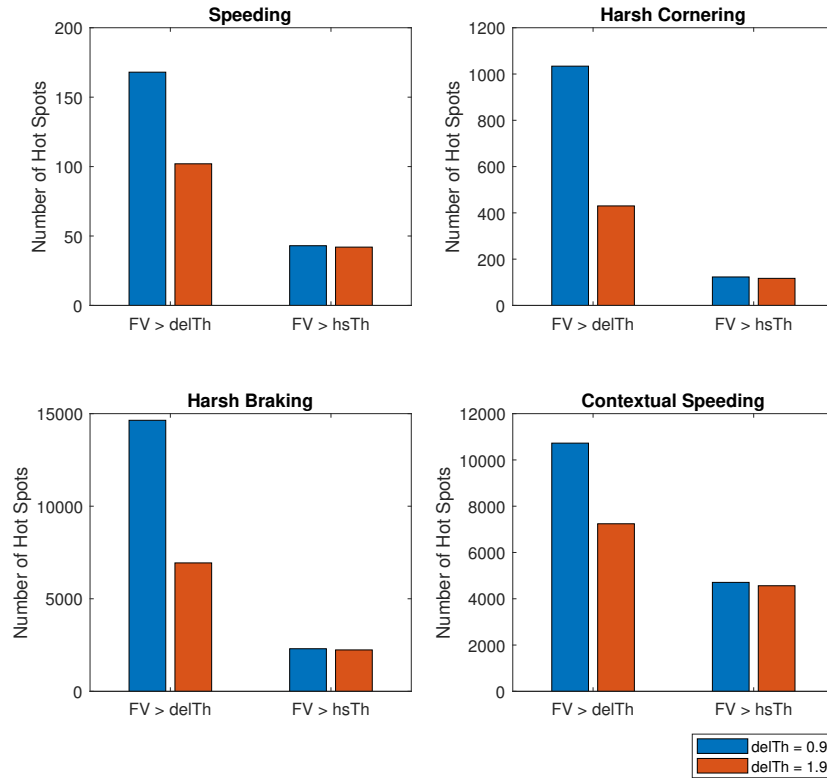 Speeding
Number of Hot Spots
200
150
100
50
0
FV > delTh
FV > hsTh
Harsh Cornering
Number of Hot Spots
1200
1000
800
600
400
200
0
FV > delTh
FV > hsTh
Harsh Braking
Number of Hot Spots
15000
10000
5000
0
FV > delTh
FV > hsTh
Contextual Speeding
Number of Hot Spots
12000
10000
8000
6000
4000
2000
0
FV > delTh
FV > hsTh
delTh = 0.9
delTh = 1.9